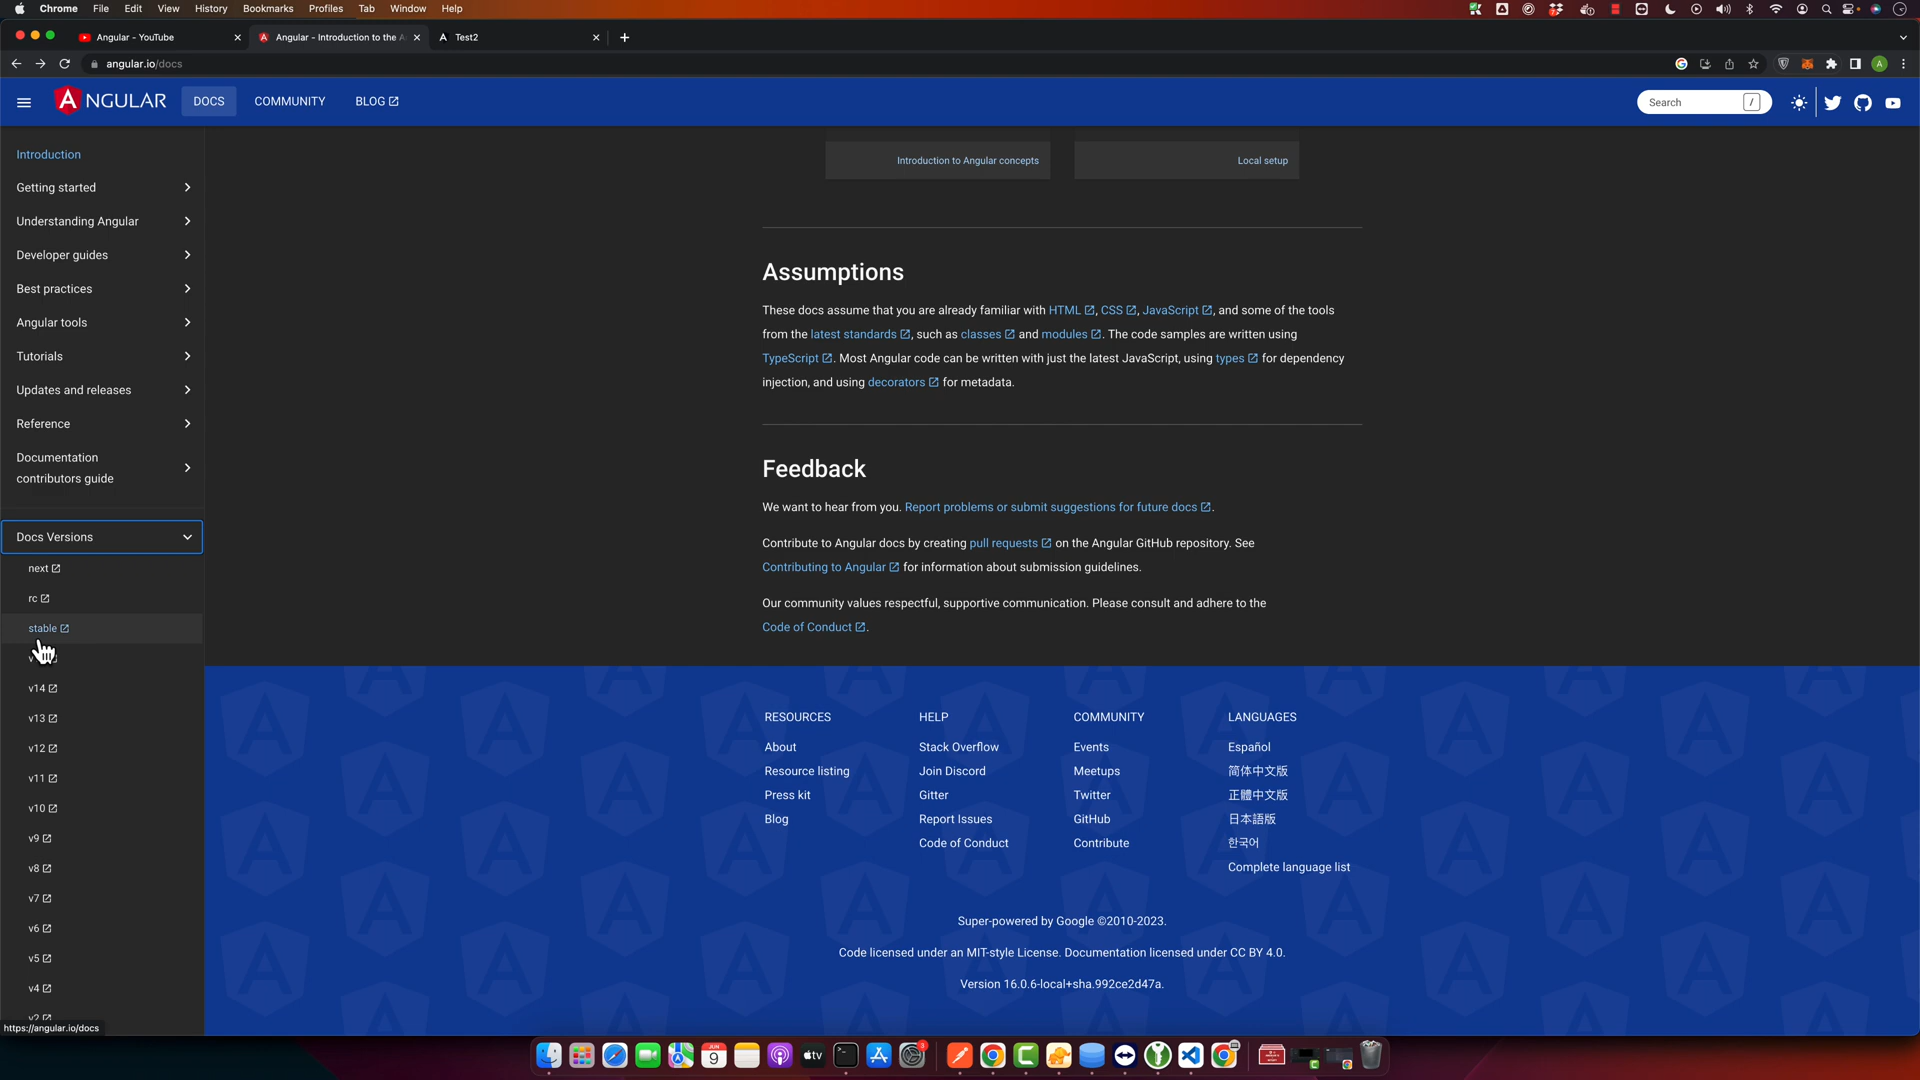 Chrome File Edit View History Bookmarks Profiles Tab Window Help
Angular - YouTube
Angular - Introduction to the A
Test2
angular.io/docs
ANGULAR DOCS COMMUNITY BLOG
Search /
Introduction
Getting started
Understanding Angular
Developer guides
Best practices
Angular tools
Tutorials
Updates and releases
Reference
Documentation
contributors guide
Docs Versions
next
rc
stable
v14
v13
v12
v11
v10
v9
v8
v7
v6
v5
v4
v2
https://angular.io/docs
Introduction to Angular concepts
Local setup
Assumptions
These docs assume that you are already familiar with HTML, CSS, JavaScript, and some of the tools
from the latest standards, such as classes and modules. The code samples are written using
TypeScript. Most Angular code can be written with just the latest JavaScript, using types for dependency
injection, and using decorators for metadata.
Feedback
We want to hear from you. Report problems or submit suggestions for future docs.
Contribute to Angular docs by creating pull requests on the Angular GitHub repository. See
Contributing to Angular for information about submission guidelines.
Our community values respectful, supportive communication. Please consult and adhere to the
Code of Conduct.
RESOURCES
About
Resource listing
Press kit
Blog
HELP
Stack Overflow
Join Discord
Gitter
Report Issues
Code of Conduct
COMMUNITY
Events
Meetups
Twitter
GitHub
Contribute
LANGUAGES
Español
简体中文版
正體中文版
日本語版
한국어
Complete language list
Super-powered by Google ©2010-2023.
Code licensed under an MIT-style License. Documentation licensed under CC BY 4.0.
Version 16.0.6-local+sha.992ce2d47a.
JUN
9
tv
3